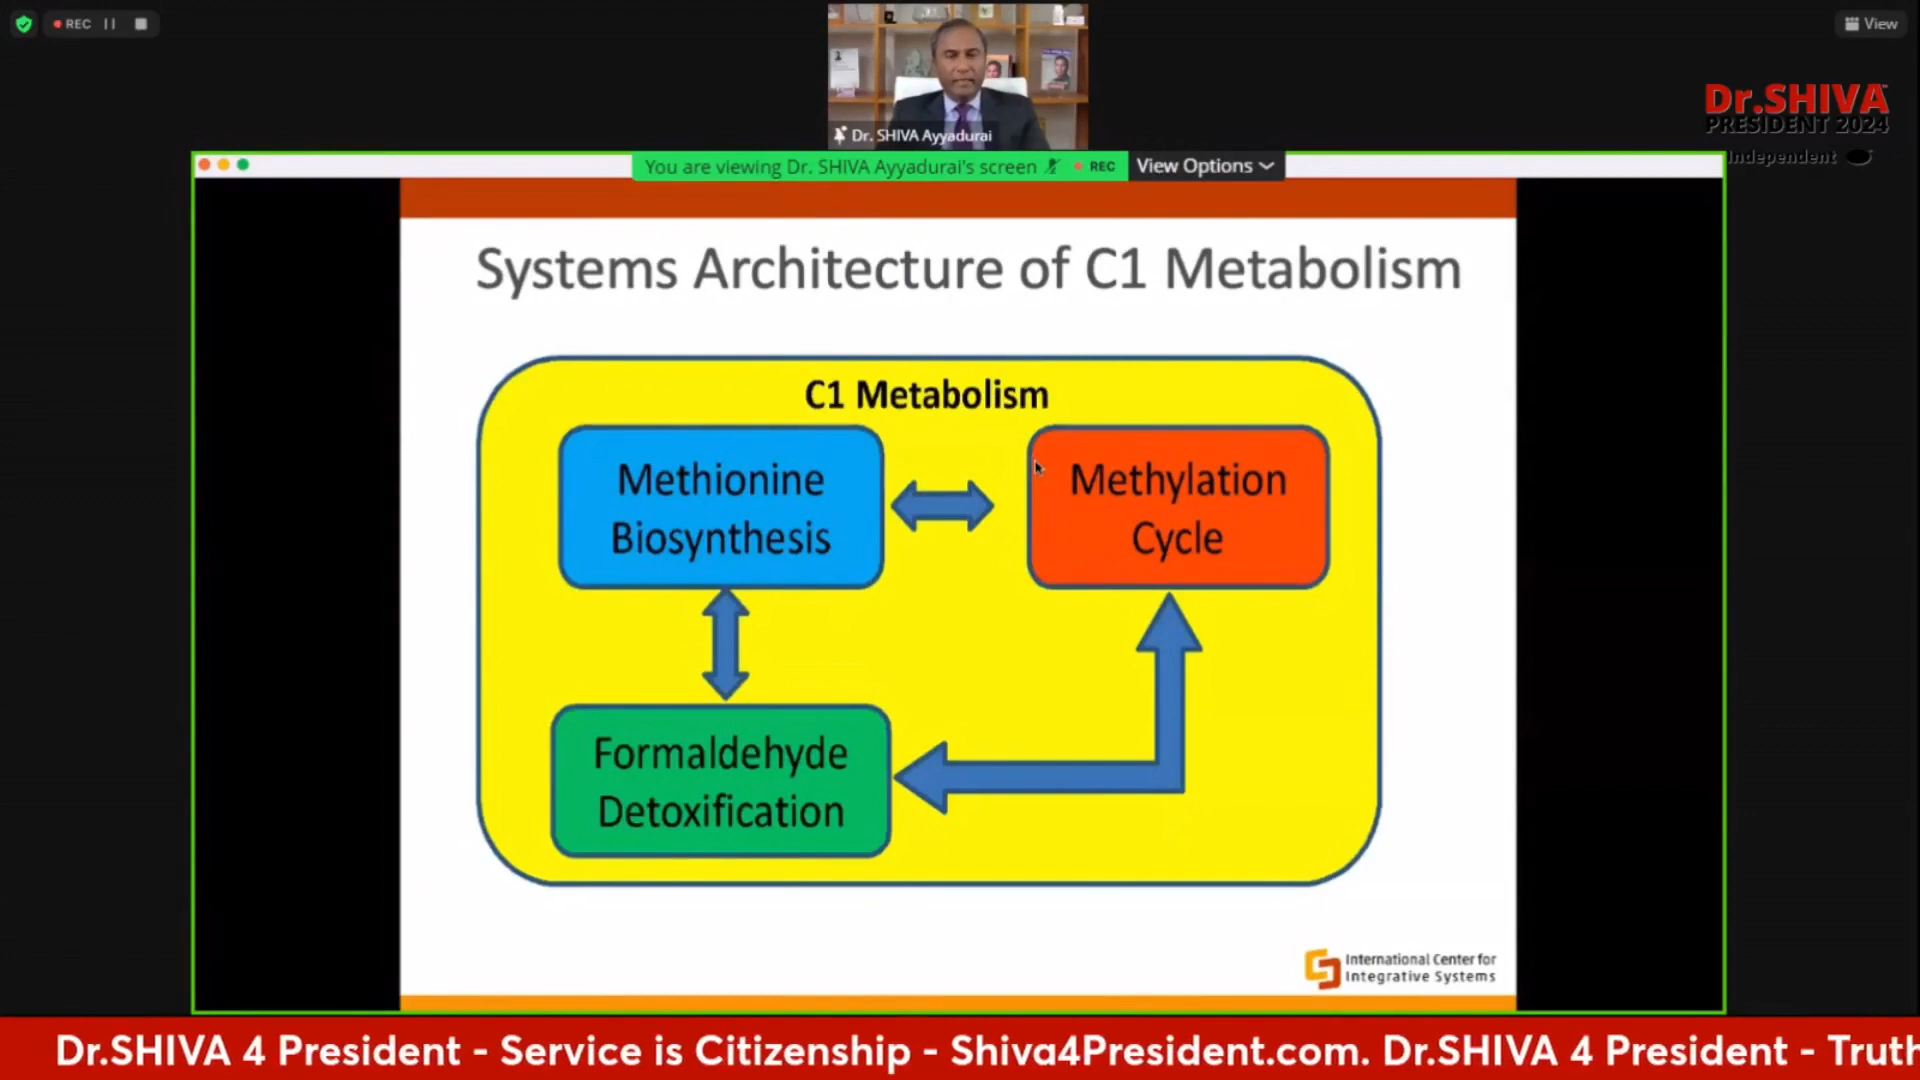 REC
View
Dr. SHIVA Ayyadurai
Dr.SHIVA
PRESIDENT 2024
Independent
You are viewing Dr. SHIVA Ayyadurai's screen
REC
View Options
Systems Architecture of C1 Metabolism
C1 Metabolism
Methionine
Biosynthesis
Methylation
Cycle
Formaldehyde
Detoxification
International Center for
Integrative Systems
Dr.SHIVA 4 President - Service is Citizenship - Shiva4President.com. Dr.SHIVA 4 President - Truth